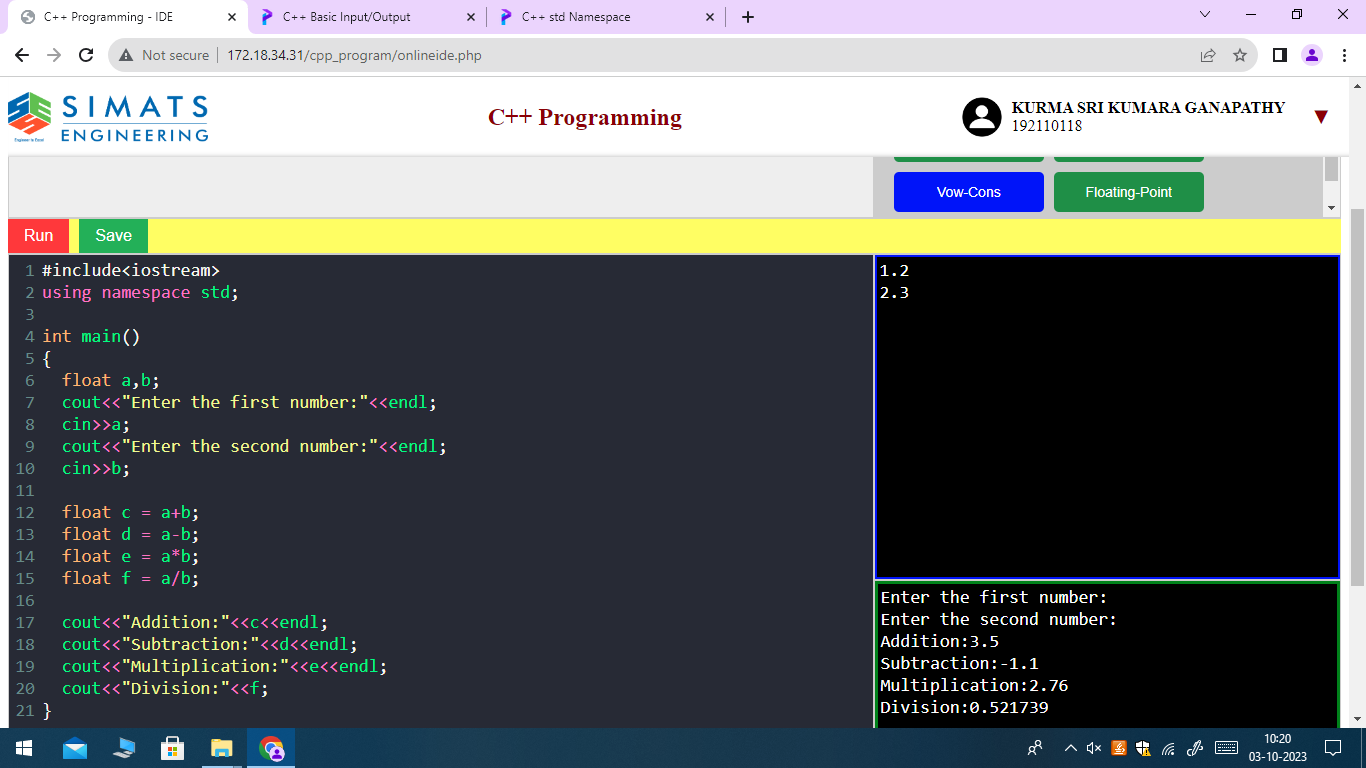 C++ Programming - IDE
C++ Basic Input/Output
C++ std Namespace
Not secure
172.18.34.31/cpp_program/onlineide.php
SIMATS
ENGINEERING
Engineer to Excel
C++ Programming
KURMA SRI KUMARA GANAPATHY
192110118
Vow-Cons
Floating-Point
Run
Save
1 #include<iostream>
2 using namespace std;
3
4 int main()
5 {
6 float a,b;
7 cout<<"Enter the first number:"<<endl;
8 cin>>a;
9 cout<<"Enter the second number:"<<endl;
10 cin>>b;
11
12 float c = a+b;
13 float d = a-b;
14 float e = a*b;
15 float f = a/b;
16
17 cout<<"Addition:"<<c<<endl;
18 cout<<"Subtraction:"<<d<<endl;
19 cout<<"Multiplication:"<<e<<endl;
20 cout<<"Division:"<<f;
21 }
1.2
2.3
Enter the first number:
Enter the second number:
Addition:3.5
Subtraction:-1.1
Multiplication:2.76
Division:0.521739
10:20
03-10-2023